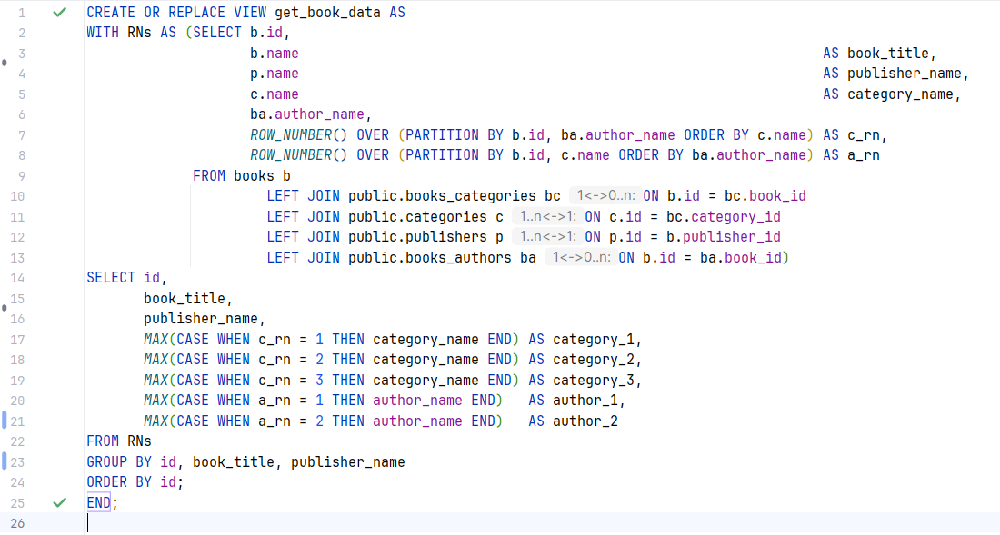 1 CREATE OR REPLACE VIEW get_book_data AS
2 WITH RNs AS (SELECT b.id,
3 b.name AS book_title,
4 p.name AS publisher_name,
5 c.name AS category_name,
6 ba.author_name,
7 ROW_NUMBER() OVER (PARTITION BY b.id, ba.author_name ORDER BY c.name) AS c_rn,
8 ROW_NUMBER() OVER (PARTITION BY b.id, c.name ORDER BY ba.author_name) AS a_rn
9 FROM books b
10 LEFT JOIN public.books_categories bc 1<->0..n: ON b.id = bc.book_id
11 LEFT JOIN public.categories c 1..n<->1: ON c.id = bc.category_id
12 LEFT JOIN public.publishers p 1..n<->1: ON p.id = b.publisher_id
13 LEFT JOIN public.books_authors ba 1<->0..n: ON b.id = ba.book_id)
14 SELECT id,
15 book_title,
16 publisher_name,
17 MAX(CASE WHEN c_rn = 1 THEN category_name END) AS category_1,
18 MAX(CASE WHEN c_rn = 2 THEN category_name END) AS category_2,
19 MAX(CASE WHEN c_rn = 3 THEN category_name END) AS category_3,
20 MAX(CASE WHEN a_rn = 1 THEN author_name END) AS author_1,
21 MAX(CASE WHEN a_rn = 2 THEN author_name END) AS author_2
22 FROM RNs
23 GROUP BY id, book_title, publisher_name
24 ORDER BY id;
25 END;
26